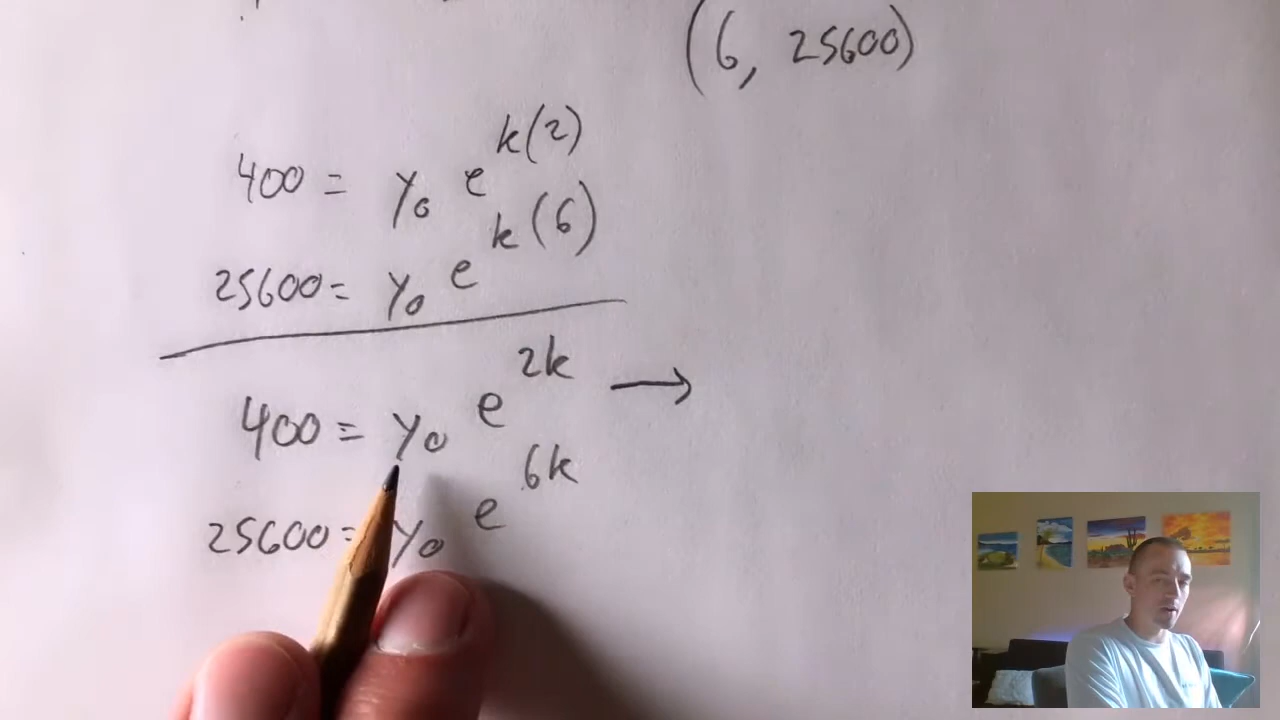 (6, 25600)
400 = y₀ e^k(2)
25600 = y₀ e^k(6)
400 = y₀ e^2k →
25600 = y₀ e^6k